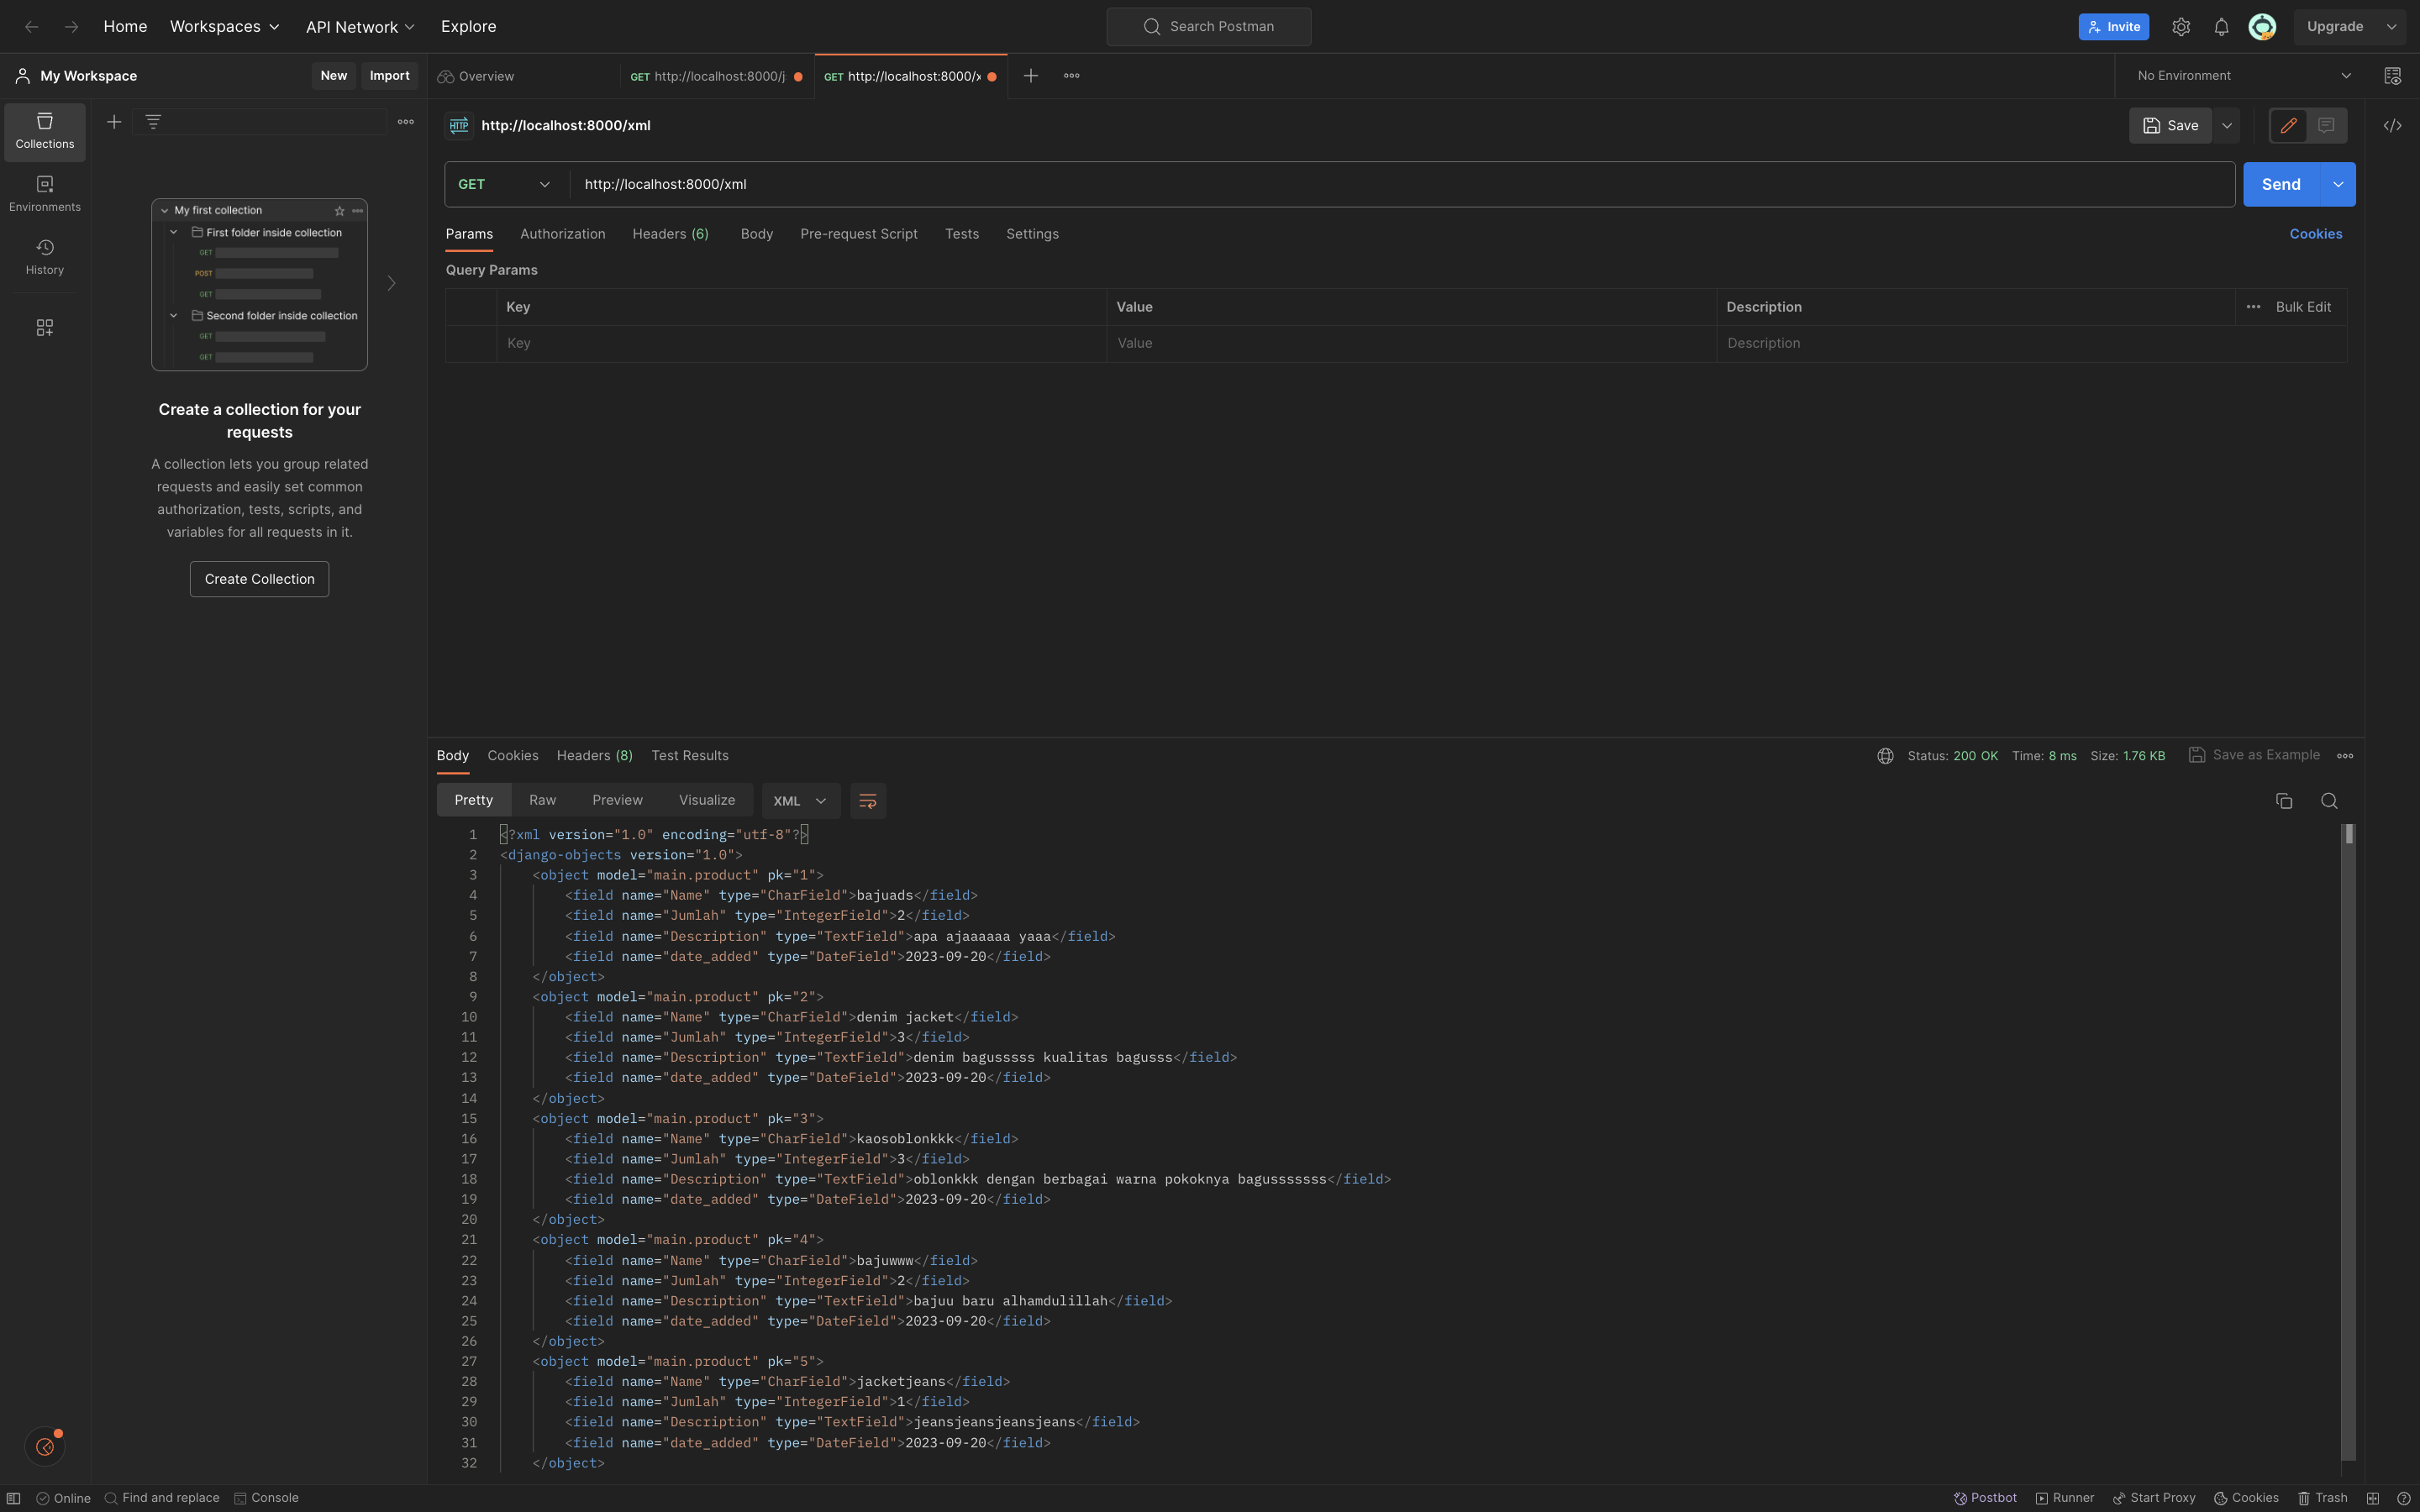 Home Workspaces API Network Explore Search Postman Invite Upgrade
My Workspace New Import Overview GET http://localhost:8000/j GET http://localhost:8000/x No Environment
Collections
Environments
History
My first collection
First folder inside collection
GET
POST
GET
Second folder inside collection
GET
GET
Create a collection for your
requests
A collection lets you group related
requests and easily set common
authorization, tests, scripts, and
variables for all requests in it.
Create Collection
HTTP http://localhost:8000/xml Save
GET http://localhost:8000/xml Send
Params Authorization Headers (6) Body Pre-request Script Tests Settings Cookies
Query Params
Key Value Description Bulk Edit
Key Value Description
Body Cookies Headers (8) Test Results Status: 200 OK Time: 8 ms Size: 1.76 KB Save as Example
Pretty Raw Preview Visualize XML
1 <?xml version="1.0" encoding="utf-8"?>
2 <django-objects version="1.0">
3 <object model="main.product" pk="1">
4 <field name="Name" type="CharField">bajuads</field>
5 <field name="Jumlah" type="IntegerField">2</field>
6 <field name="Description" type="TextField">apa ajaaaaaa yaaa</field>
7 <field name="date_added" type="DateField">2023-09-20</field>
8 </object>
9 <object model="main.product" pk="2">
10 <field name="Name" type="CharField">denim jacket</field>
11 <field name="Jumlah" type="IntegerField">3</field>
12 <field name="Description" type="TextField">denim bagusssss kualitas bagusss</field>
13 <field name="date_added" type="DateField">2023-09-20</field>
14 </object>
15 <object model="main.product" pk="3">
16 <field name="Name" type="CharField">kaosoblonkkk</field>
17 <field name="Jumlah" type="IntegerField">3</field>
18 <field name="Description" type="TextField">oblonkkk dengan berbagai warna pokoknya bagusssssss</field>
19 <field name="date_added" type="DateField">2023-09-20</field>
20 </object>
21 <object model="main.product" pk="4">
22 <field name="Name" type="CharField">bajuwww</field>
23 <field name="Jumlah" type="IntegerField">2</field>
24 <field name="Description" type="TextField">bajuu baru alhamdulillah</field>
25 <field name="date_added" type="DateField">2023-09-20</field>
26 </object>
27 <object model="main.product" pk="5">
28 <field name="Name" type="CharField">jacketjeans</field>
29 <field name="Jumlah" type="IntegerField">1</field>
30 <field name="Description" type="TextField">jeansjeansjeansjeans</field>
31 <field name="date_added" type="DateField">2023-09-20</field>
32 </object>
Online Find and replace Console Postbot Runner Start Proxy Cookies Trash